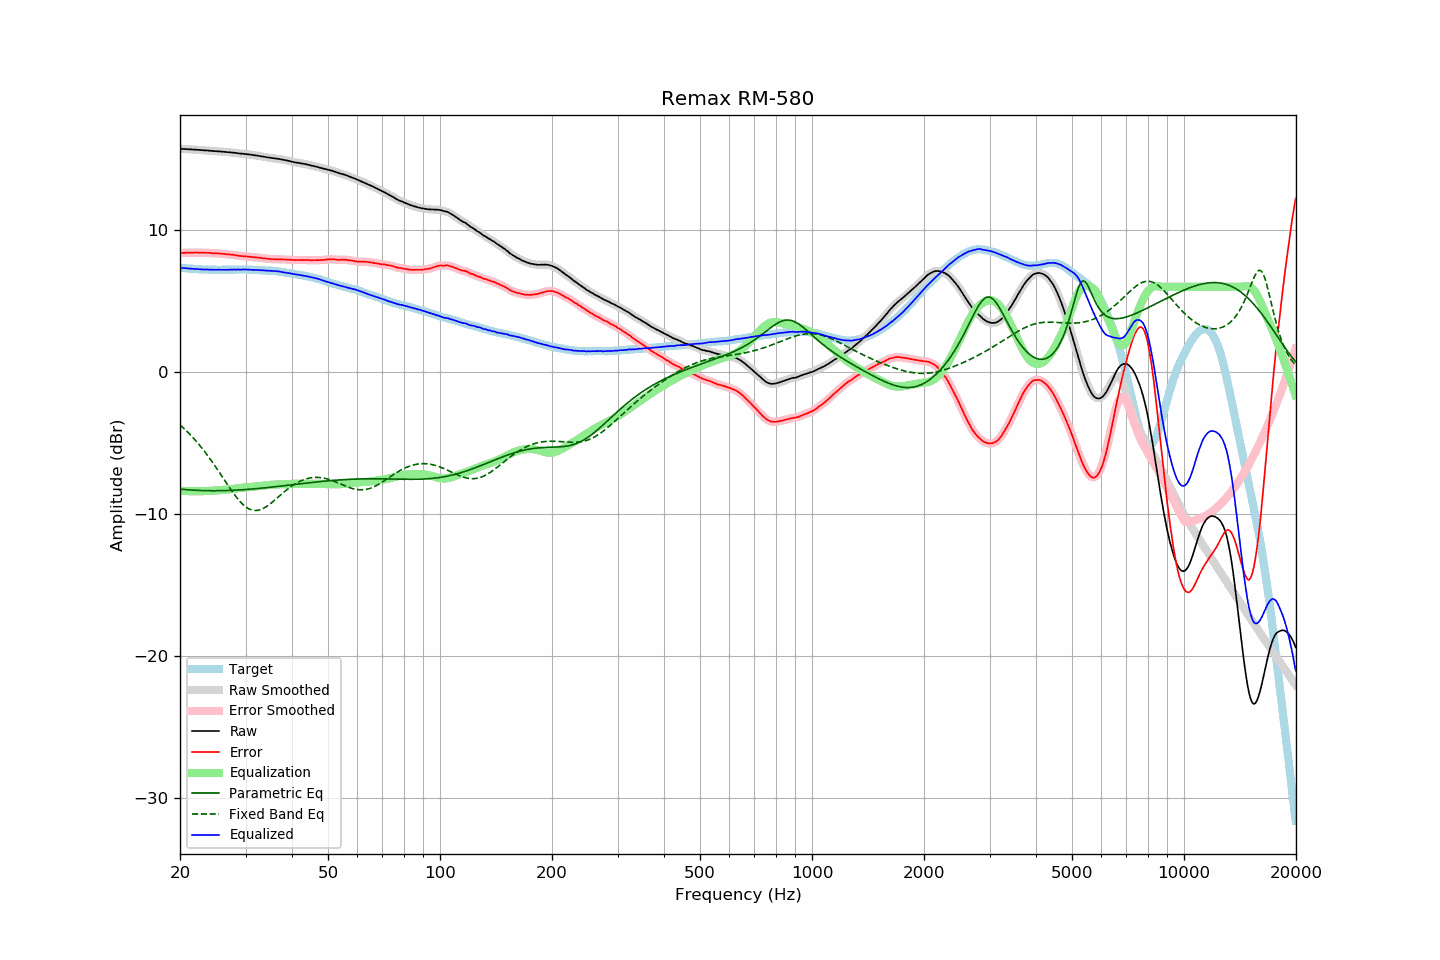 Remax RM-580
Amplitude (dBr)
10
0
−10
−20
−30
Target
Raw Smoothed
Error Smoothed
Raw
Error
Equalization
Parametric Eq
Fixed Band Eq
Equalized
20 50 100 200 500 1000 2000 5000 10000 20000
Frequency (Hz)